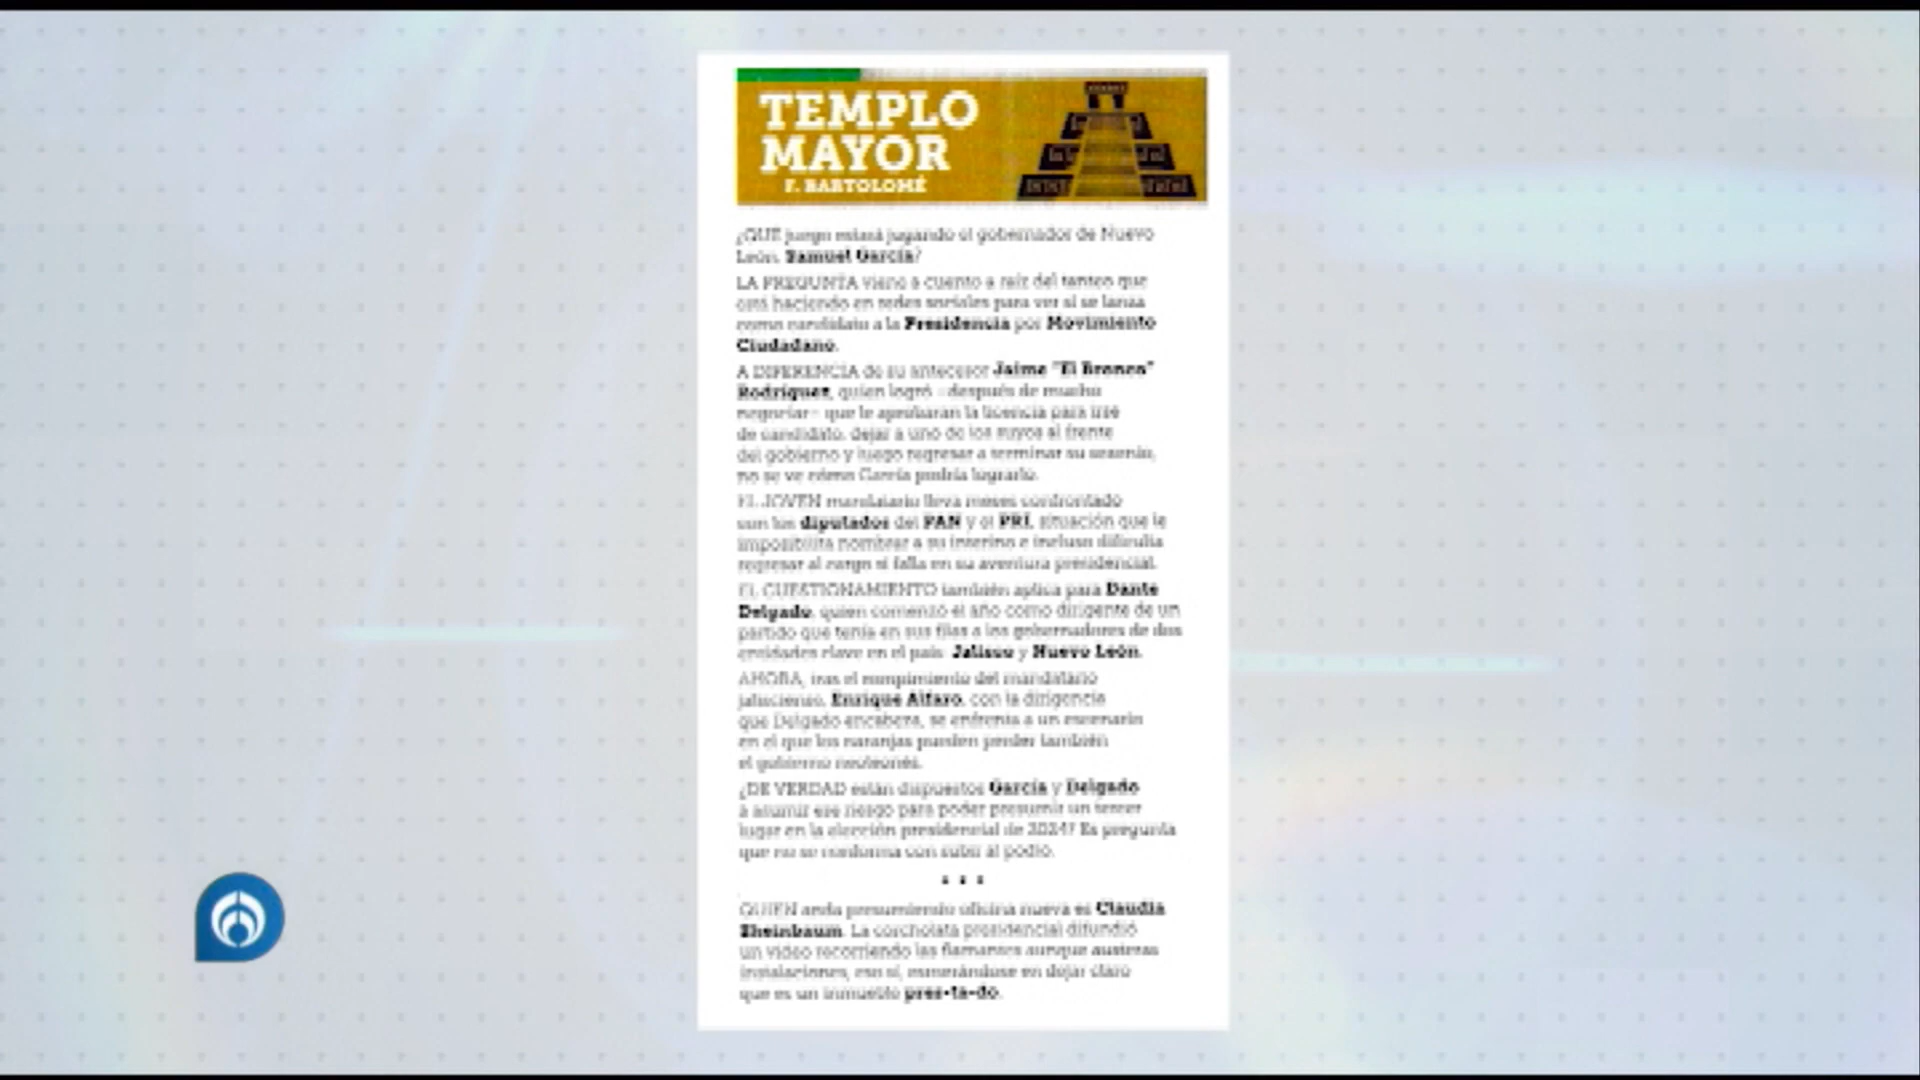 TEMPLO
MAYOR
F. BARTOLOMÉ
¿QUÉ juego estará jugando el gobernador de Nuevo
León, Samuel García?
LA PREGUNTA viene a cuento a raíz del tanteo que
está haciendo en redes sociales para ver si se lanza
como candidato a la Presidencia por Movimiento
Ciudadano.
A DIFERENCIA de su antecesor Jaime "El Bronco"
Rodríguez, quien logró -después de mucho
negociar- que le aprobaran la licencia para irse
de candidato, dejar a uno de los suyos al frente
del gobierno y luego regresar a terminar su sexenio,
no se ve cómo García podría lograrlo.
EL JOVEN mandatario lleva meses confrontado
con los diputados del PAN y el PRI, situación que le
imposibilita nombrar a su interino e incluso dificulta
regresar al cargo si falla en su aventura presidencial.
EL CUESTIONAMIENTO también aplica para Dante
Delgado, quien comenzó el año como dirigente de un
partido que tenía en sus filas a los gobernadores de dos
entidades clave en el país: Jalisco y Nuevo León.
AHORA, tras el rompimiento del mandatario
jalisciense, Enrique Alfaro, con la dirigencia
que Delgado encabeza, se enfrenta a un escenario
en el que los naranjas pueden perder también
el gobierno neoleonés.
¿DE VERDAD están dispuestos García y Delgado
a asumir ese riesgo para poder presumir un tercer
lugar en la elección presidencial de 2024? Es pregunta
que no se conforma con subir al podio.
• • •
QUIEN anda presumiendo oficina nueva es Claudia
Sheinbaum. La corcholata presidencial difundió
un video recorriendo las flamantes aunque austeras
instalaciones, eso sí, esmerándose en dejar claro
que es un inmueble pres-ta-do.